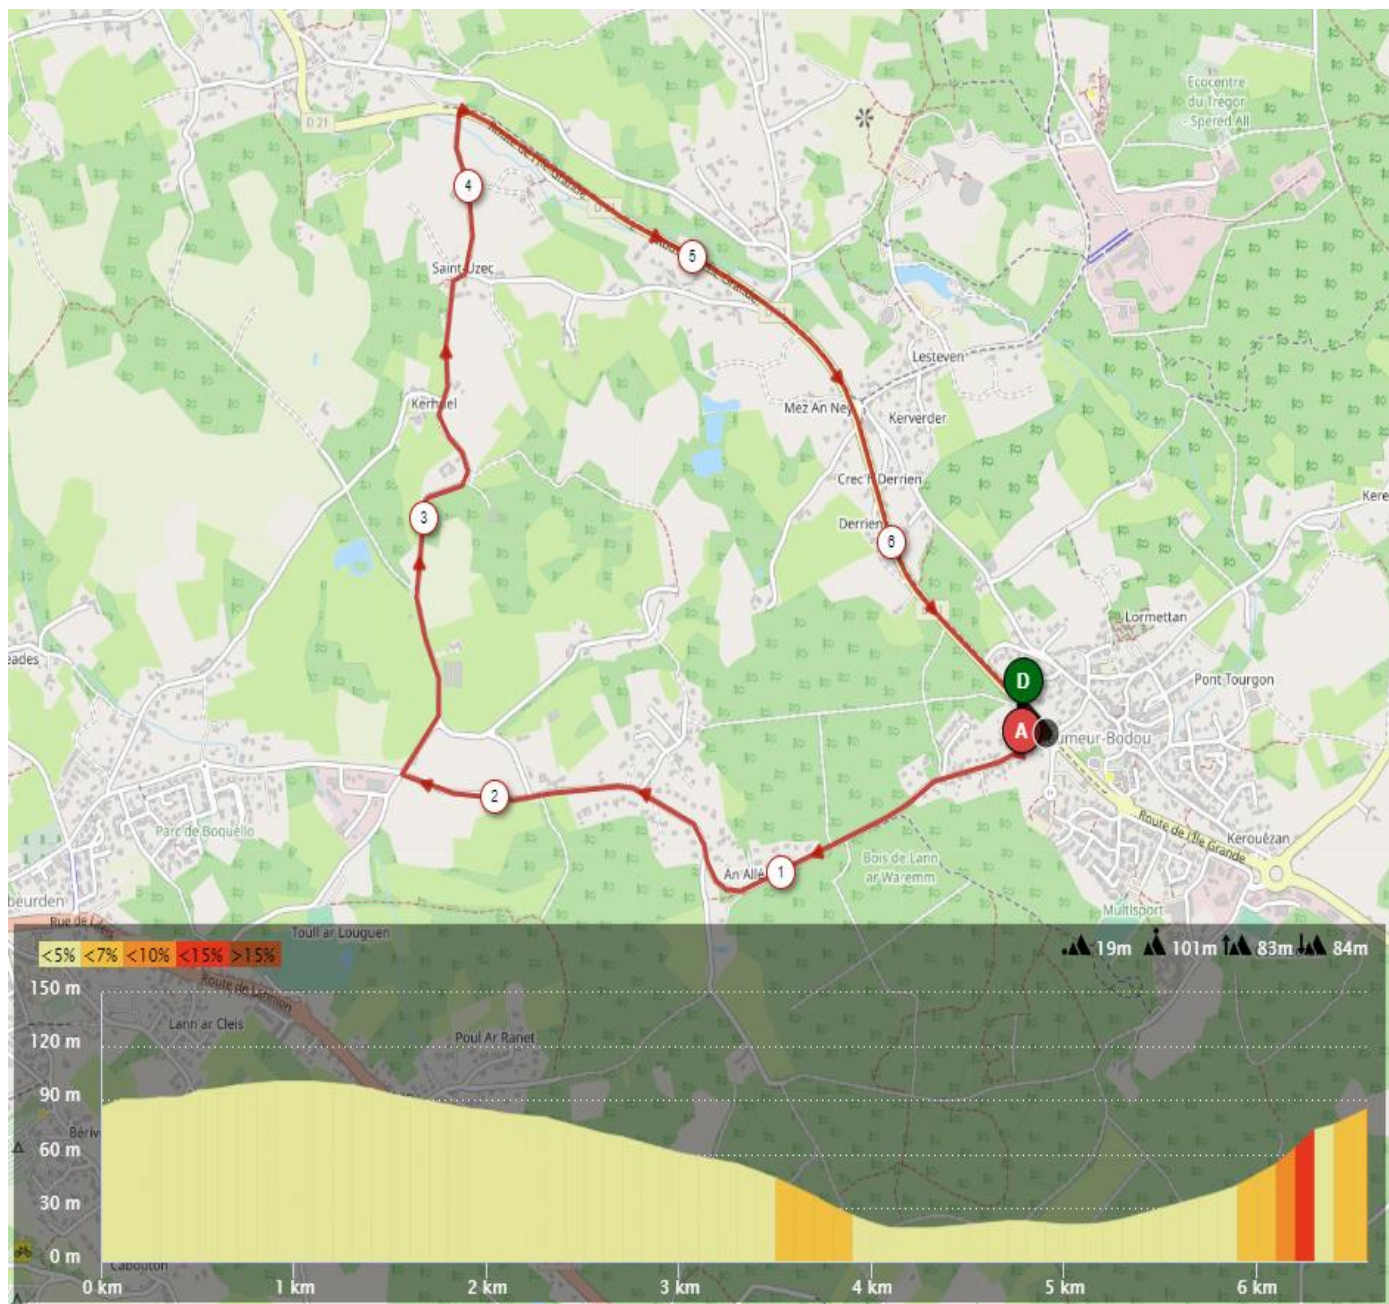 Ecocentre
du Trégor
- Spered All
D 21
4
5
Saint-Uzec
Lesteven
Kerhuel
Mez An Ney
Kerverder
Crec'h Derrien
3
Derrien
6
Lormettan
Pont Tourgon
D
A
umeur-Bodou
2
Parc de Boquello
Route de l'Île Grande
Kerouézan
1
An Allé
Bois de Lann
ar Waremm
Multisport
beurden
Toull ar Louguen
<5% <7% <10% <15% >15%
19m 101m 83m 84m
150 m
Route de Lannion
Lann ar Cleis
Poul Ar Ranet
120 m
90 m
60 m
30 m
0 m
Cabouton
0 km 1 km 2 km 3 km 4 km 5 km 6 km